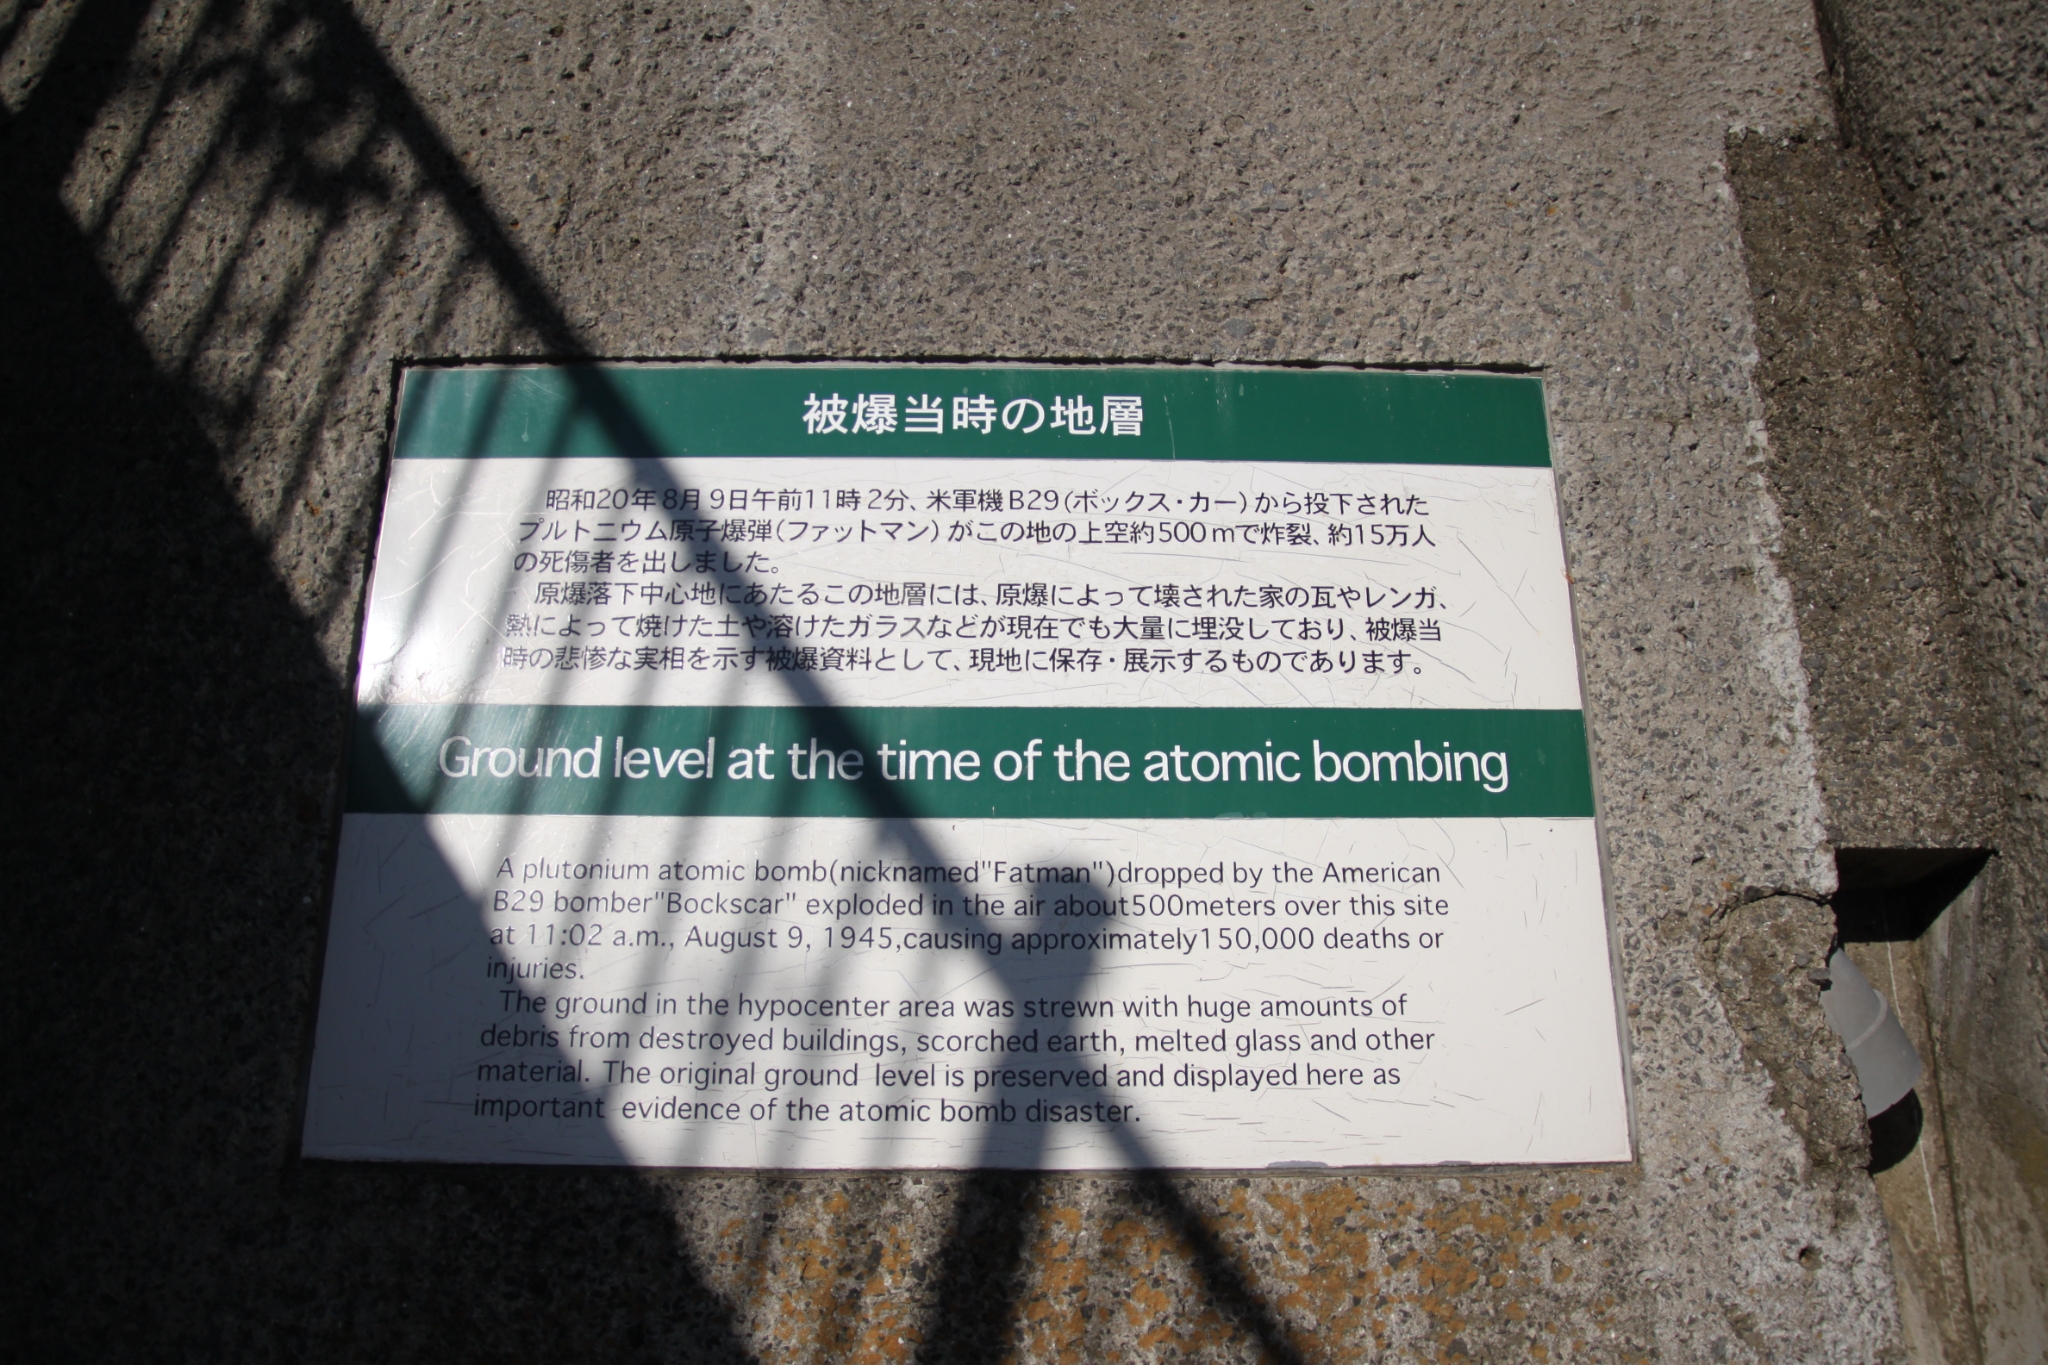 被爆当時の地層
昭和20年8月9日午前11時2分、米軍機B29(ボックス・カー)から投下された
プルトニウム原子爆弾(ファットマン)がこの地の上空約500mで炸裂、約15万人
の死傷者を出しました。
原爆落下中心地にあたるこの地層には、原爆によって壊された家の瓦やレンガ、
熱によって焼けた土や溶けたガラスなどが現在でも大量に埋没しており、被爆当
時の悲惨な実相を示す被爆資料として、現地に保存・展示するものであります。
Ground level at the time of the atomic bombing
A plutonium atomic bomb(nicknamed"Fatman")dropped by the American
B29 bomber"Bockscar" exploded in the air about500meters over this site
at 11:02 a.m., August 9, 1945,causing approximately150,000 deaths or
injuries.
The ground in the hypocenter area was strewn with huge amounts of
debris from destroyed buildings, scorched earth, melted glass and other
material. The original ground level is preserved and displayed here as
important evidence of the atomic bomb disaster.